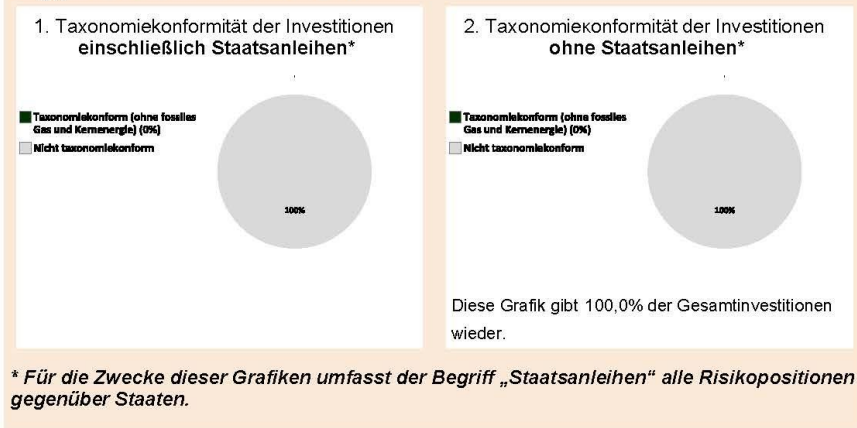 1. Taxonomiekonformität der Investitionen
einschließlich Staatsanleihen*
Taxonomiekonform (ohne fossiles
Gas und Kernenergie) (0%)
Nicht taxonomiekonform
100%
2. Taxonomieкonformität der Investitionen
ohne Staatsanleihen*
Taxonomiekonform (ohne fossiles
Gas und Kernenergie) (0%)
Nicht taxonomiekonform
100%
Diese Grafik gibt 100,0% der Gesamtinvestitionen
wieder.
* Für die Zwecke dieser Grafiken umfasst der Begriff „Staatsanleihen“ alle Risikopositionen
gegenüber Staaten.